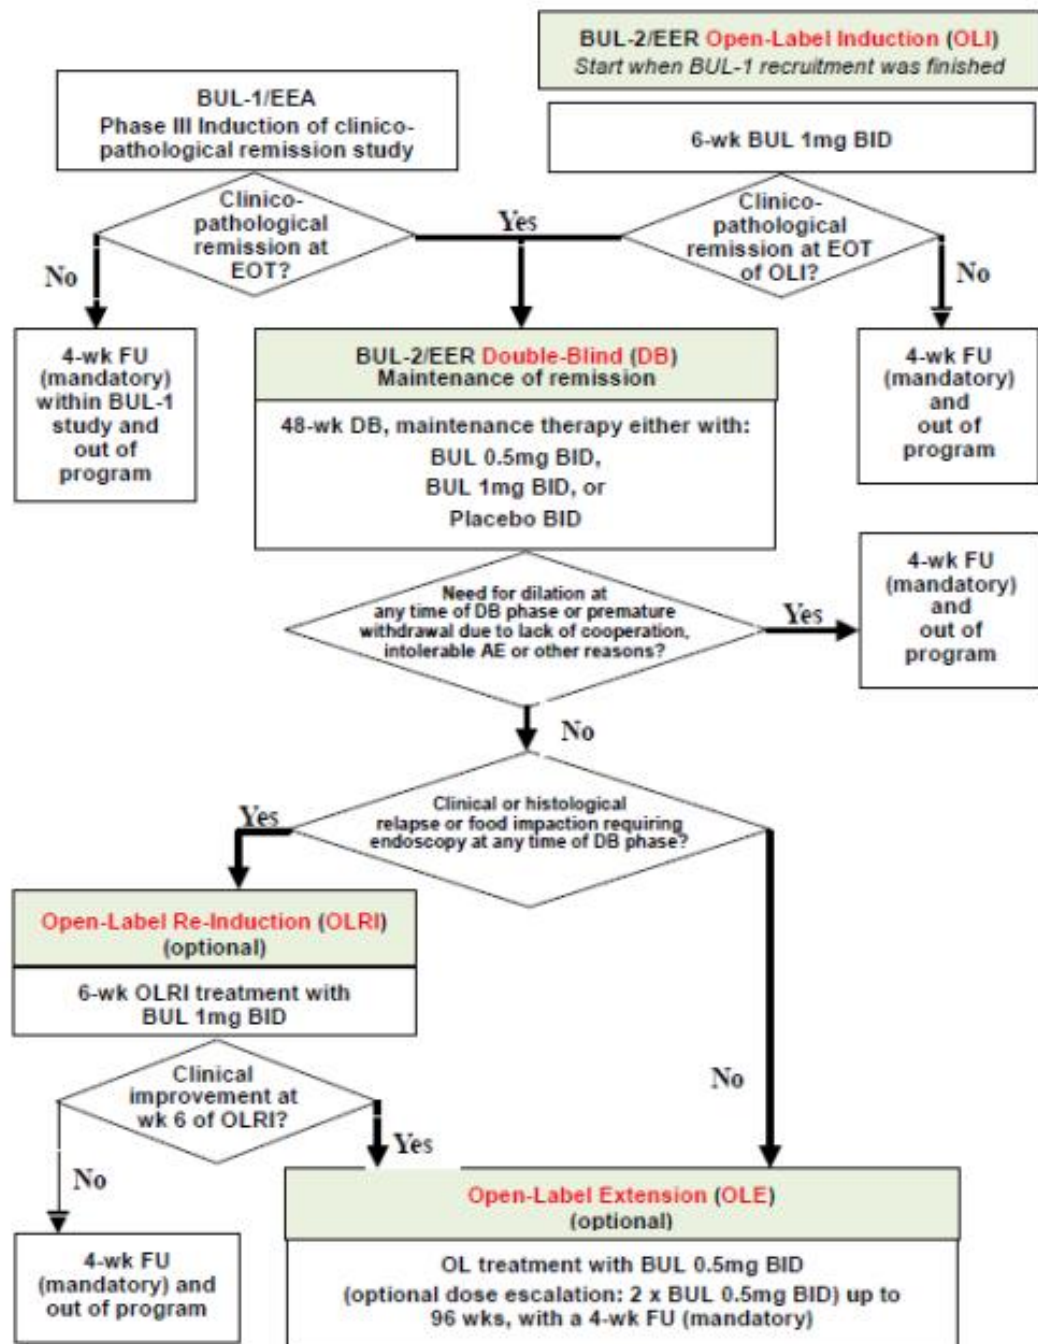 BUL-2/EER Open-Label Induction (OLI)
Start when BUL-1 recruitment was finished
BUL-1/EEA
Phase III Induction of clinico-
pathological remission study
6-wk BUL 1mg BID
Clinico-
pathological
remission at
EOT?
Yes
Clinico-
pathological
remission at EOT
of OLI?
No
No
4-wk FU
(mandatory)
within BUL-1
study and
out of
program
BUL-2/EER Double-Blind (DB)
Maintenance of remission
48-wk DB, maintenance therapy either with:
BUL 0.5mg BID,
BUL 1mg BID, or
Placebo BID
4-wk FU
(mandatory)
and
out of
program
Need for dilation at
any time of DB phase or premature
withdrawal due to lack of cooperation,
intolerable AE or other reasons?
Yes
4-wk FU
(mandatory)
and
out of
program
No
Clinical or histological
relapse or food impaction requiring
endoscopy at any time of DB phase?
Yes
Open-Label Re-Induction (OLRI)
(optional)
6-wk OLRI treatment with
BUL 1mg BID
Clinical
improvement at
wk 6 of OLRI?
No
Yes
No
4-wk FU
(mandatory) and
out of program
Open-Label Extension (OLE)
(optional)
OL treatment with BUL 0.5mg BID
(optional dose escalation: 2 x BUL 0.5mg BID) up to
96 wks, with a 4-wk FU (mandatory)